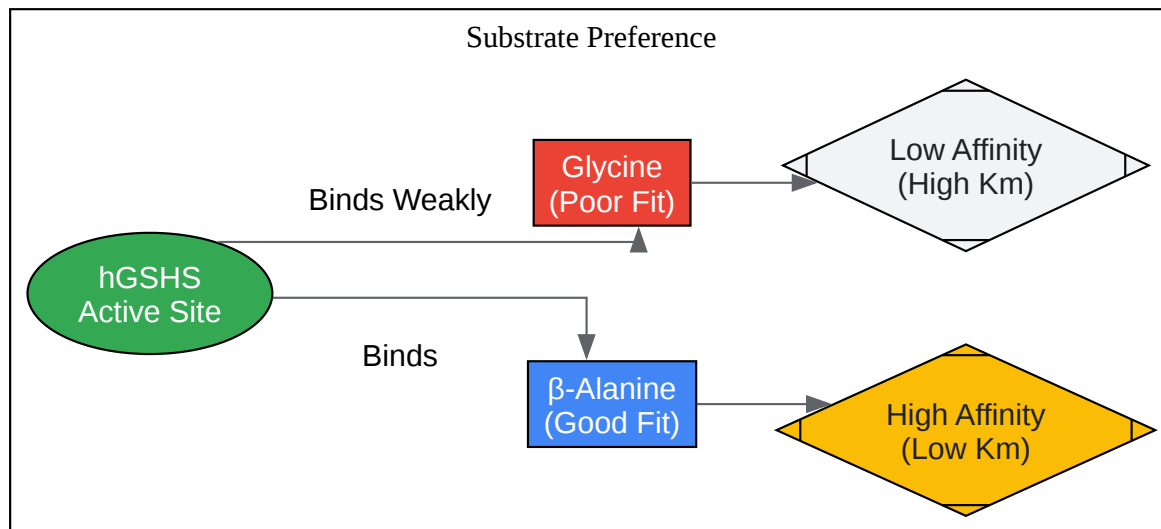 Substrate Preference
Binds Weakly
Glycine
(Poor Fit)
Low Affinity
(High Km)
hGSHS
Active Site
Binds
β-Alanine
(Good Fit)
High Affinity
(Low Km)